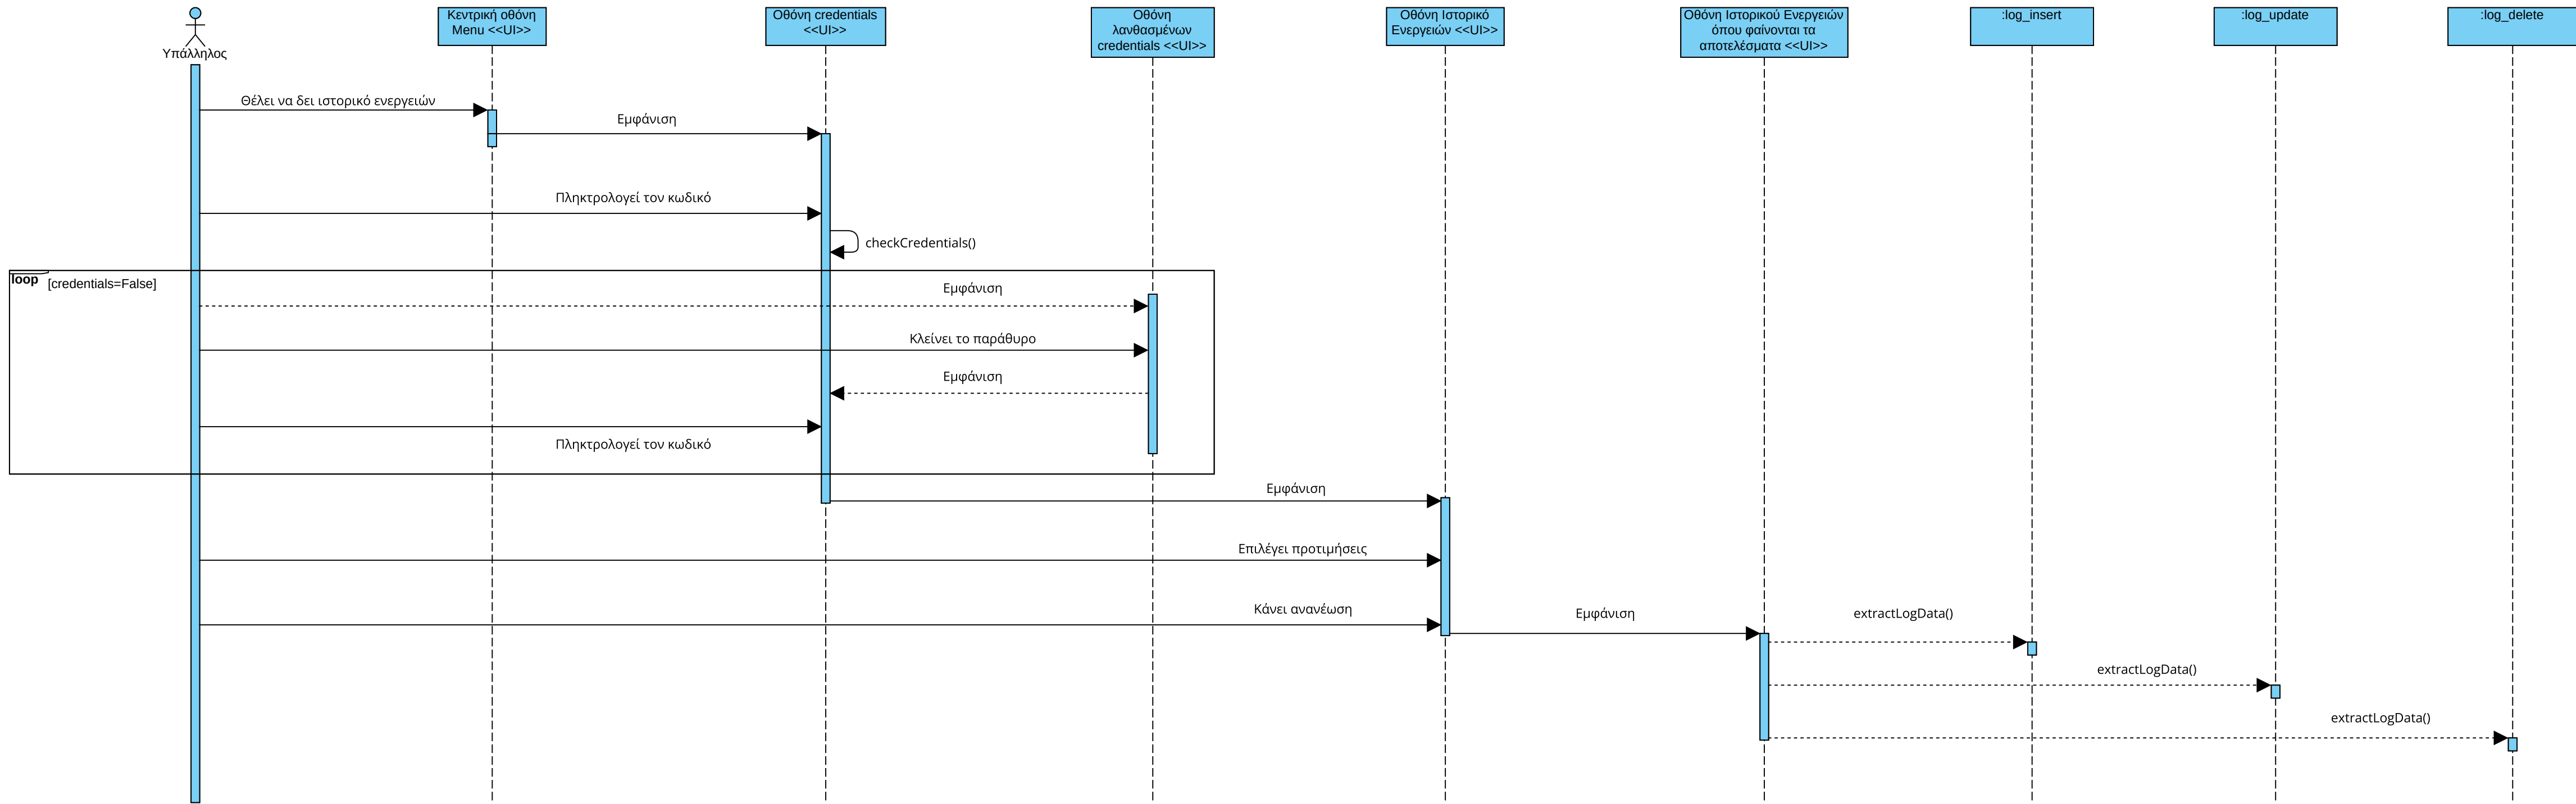 Υπάλληλος
Κεντρική οθόνη
Menu <<UI>>
Οθόνη credentials
<<UI>>
Οθόνη
λανθασμένων
credentials <<UI>>
Οθόνη Ιστορικό
Ενεργειών <<UI>>
Οθόνη Ιστορικού Ενεργειών
όπου φαίνονται τα
αποτελέσματα <<UI>>
:log_insert
:log_update
:log_delete
Θέλει να δει ιστορικό ενεργειών
Εμφάνιση
Πληκτρολογεί τον κωδικό
checkCredentials()
loop
[credentials=False]
Εμφάνιση
Κλείνει το παράθυρο
Εμφάνιση
Πληκτρολογεί τον κωδικό
Εμφάνιση
Επιλέγει προτιμήσεις
Κάνει ανανέωση
Εμφάνιση
extractLogData()
extractLogData()
extractLogData()